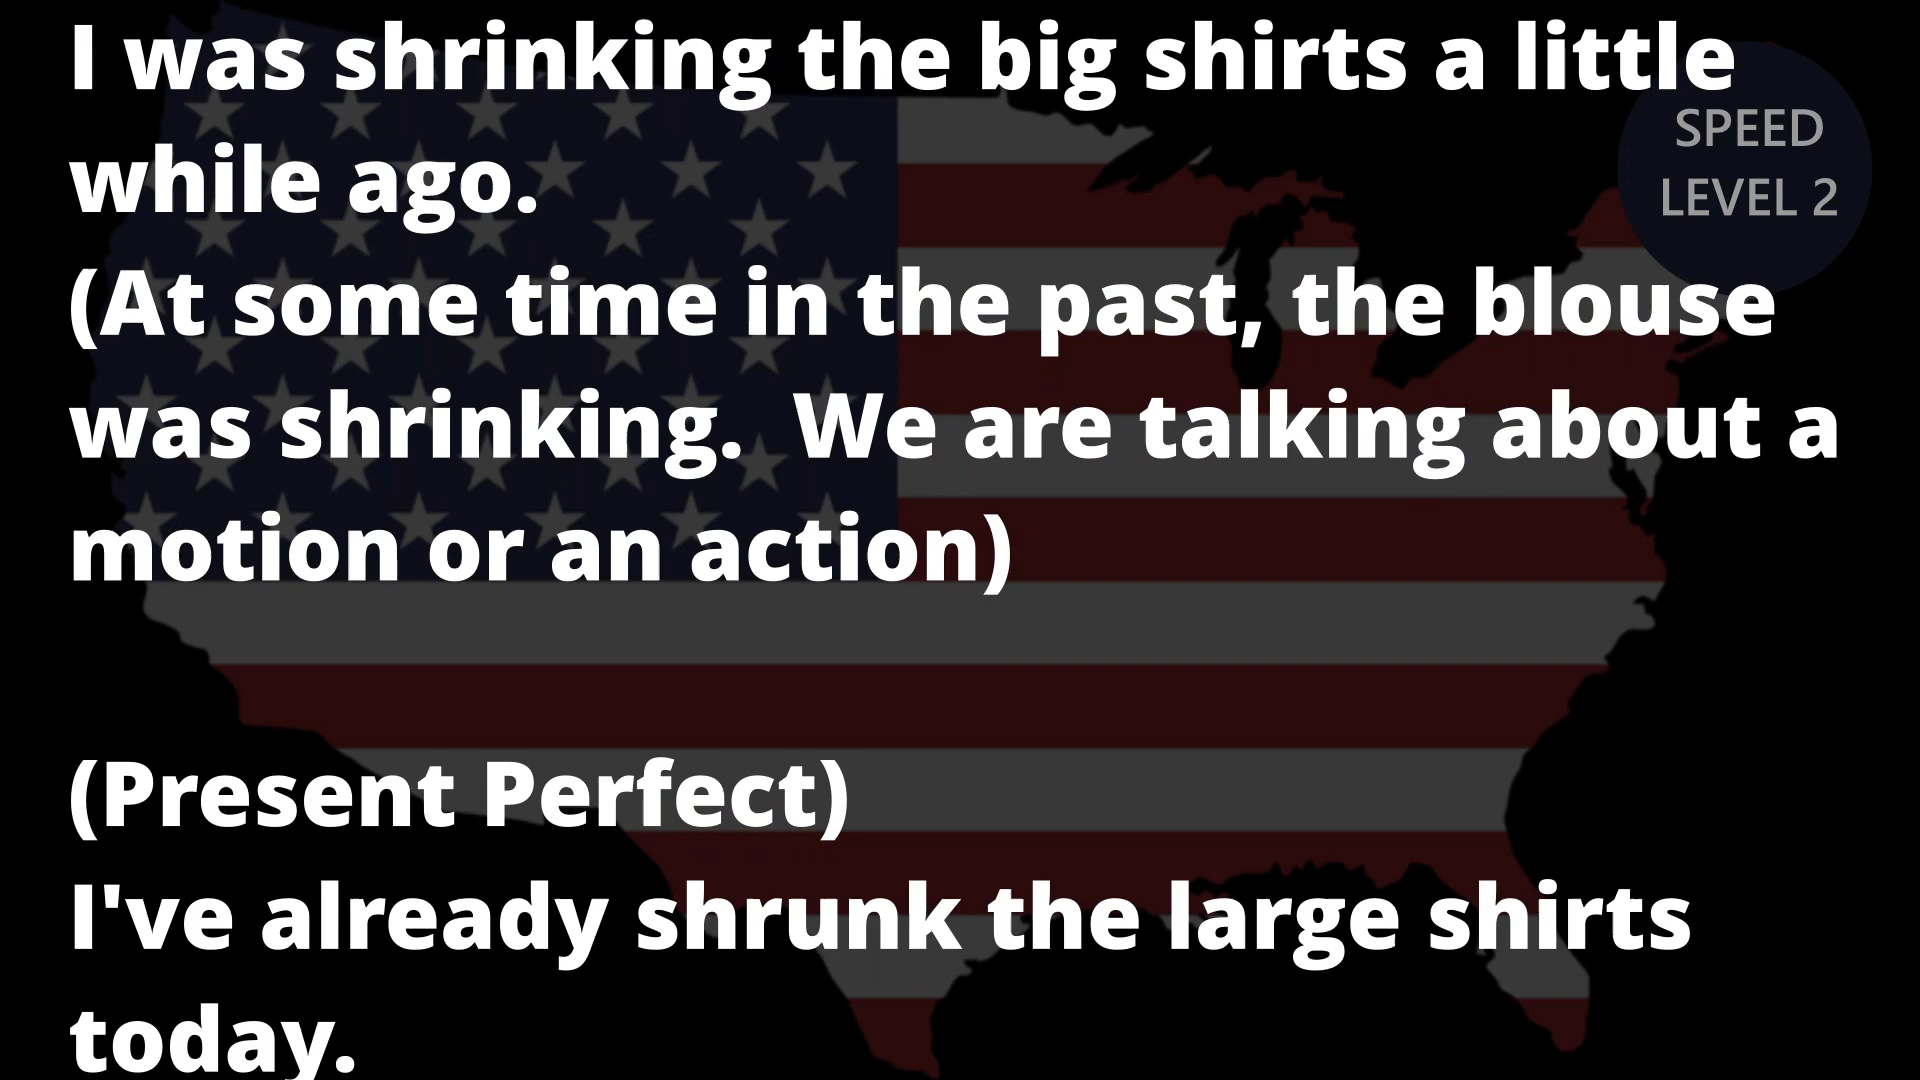 I was shrinking the big shirts a little
while ago.
SPEED
LEVEL 2
(At some time in the past, the blouse
was shrinking.  We are talking about a
motion or an action)
(Present Perfect)
I've already shrunk the large shirts
today.